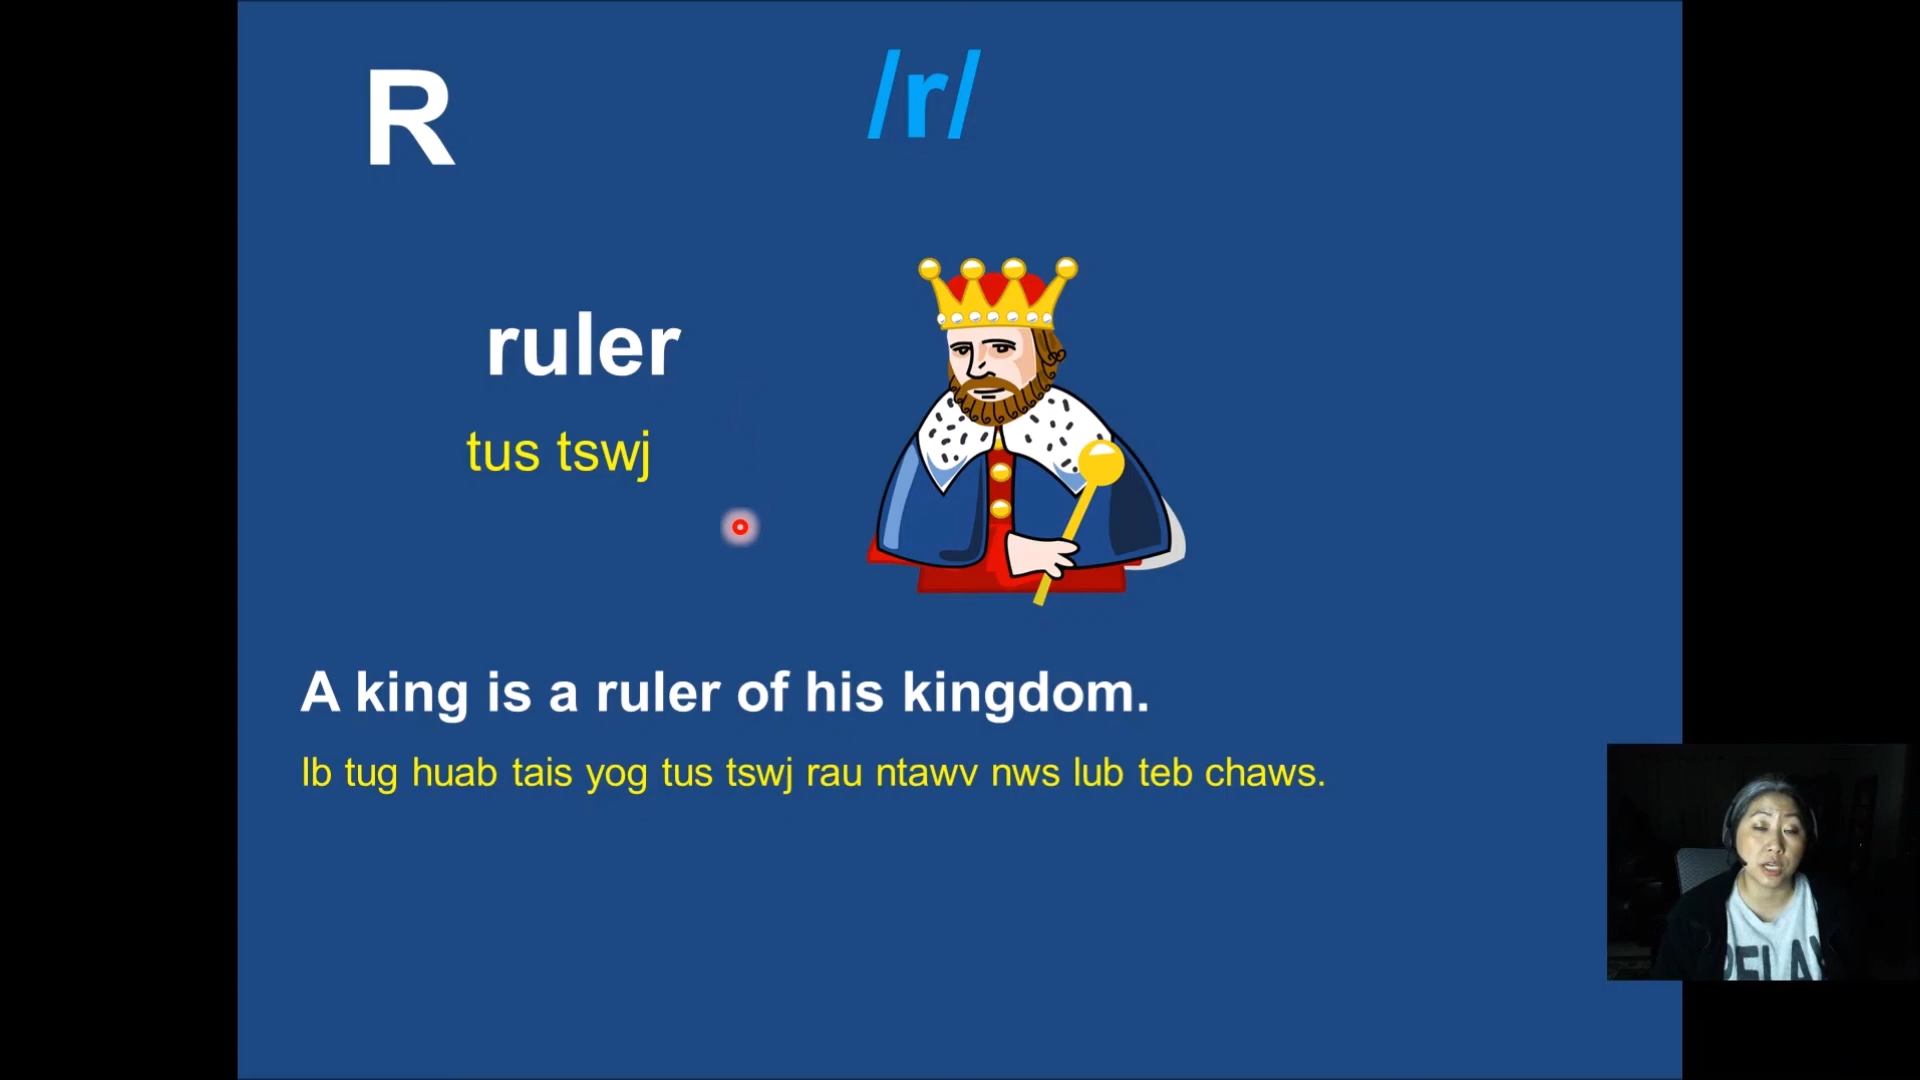 R
/r/
ruler
tus tswj
A king is a ruler of his kingdom.
Ib tug huab tais yog tus tswj rau ntawv nws lub teb chaws.